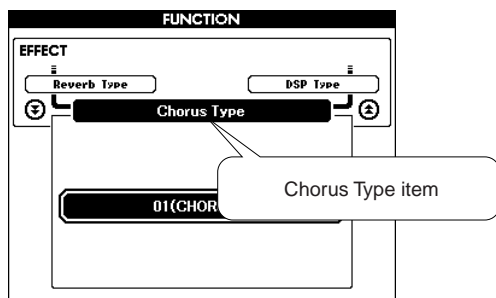 FUNCTION
EFFECT
Reverb Type
DSP Type
Chorus Type
Chorus Type item
01(CHOR